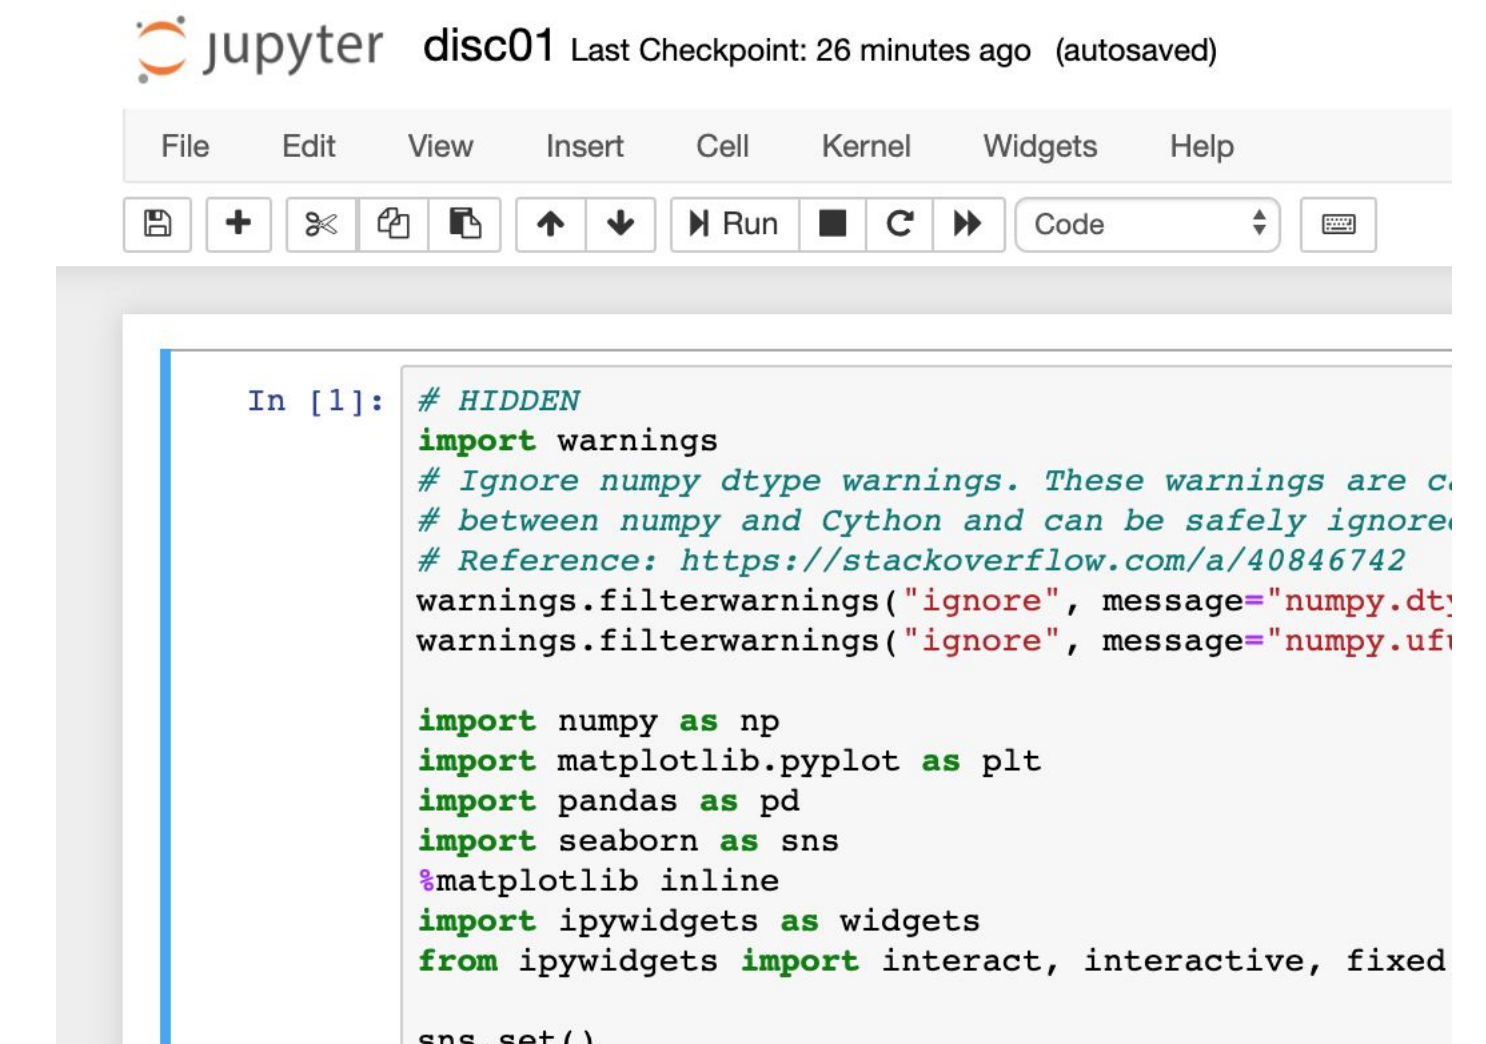 jupyter disc01 Last Checkpoint: 26 minutes ago (autosaved)
File Edit View Insert Cell Kernel Widgets Help
Run Code
In [1]: # HIDDEN
import warnings
# Ignore numpy dtype warnings. These warnings are
# between numpy and Cython and can be safely
# Reference: https://stackoverflow.com/a/40846742
warnings.filterwarnings("ignore", message="numpy.
warnings.filterwarnings("ignore", message="numpy.
import numpy as np
import matplotlib.pyplot as plt
import pandas as pd
import seaborn as sns
%matplotlib inline
import ipywidgets as widgets
from ipywidgets import interact, interactive, fixed
sns.set()